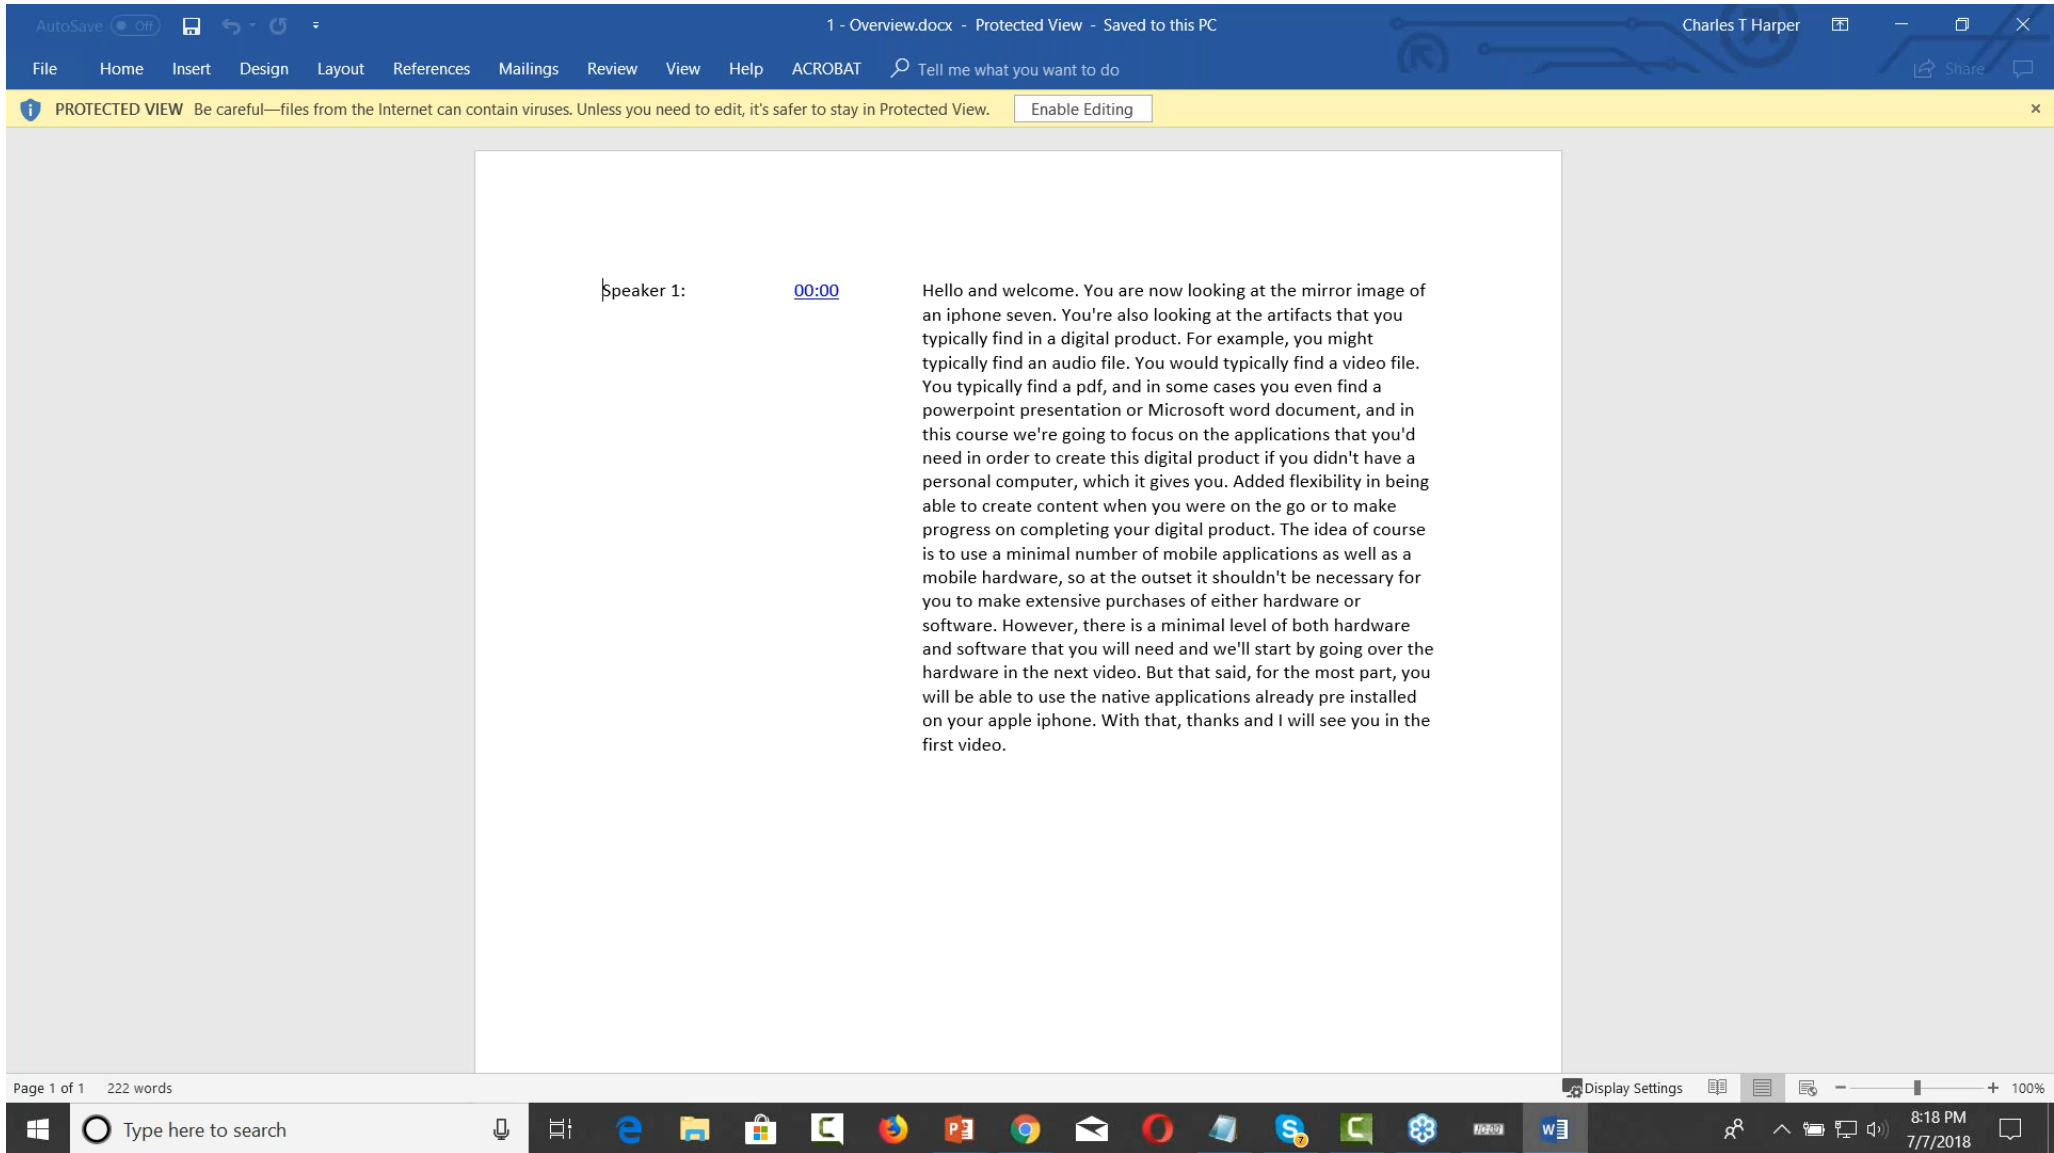 AutoSave Off
1 - Overview.docx - Protected View - Saved to this PC
Charles T Harper
File Home Insert Design Layout References Mailings Review View Help ACROBAT Tell me what you want to do Share
PROTECTED VIEW Be careful—files from the Internet can contain viruses. Unless you need to edit, it's safer to stay in Protected View. Enable Editing
Speaker 1: 00:00 Hello and welcome. You are now looking at the mirror image of
an iphone seven. You're also looking at the artifacts that you
typically find in a digital product. For example, you might
typically find an audio file. You would typically find a video file.
You typically find a pdf, and in some cases you even find a
powerpoint presentation or Microsoft word document, and in
this course we're going to focus on the applications that you'd
need in order to create this digital product if you didn't have a
personal computer, which it gives you. Added flexibility in being
able to create content when you were on the go or to make
progress on completing your digital product. The idea of course
is to use a minimal number of mobile applications as well as a
mobile hardware, so at the outset it shouldn't be necessary for
you to make extensive purchases of either hardware or
software. However, there is a minimal level of both hardware
and software that you will need and we'll start by going over the
hardware in the next video. But that said, for the most part, you
will be able to use the native applications already pre installed
on your apple iphone. With that, thanks and I will see you in the
first video.
Page 1 of 1 222 words
Display Settings
100%
Type here to search
8:18 PM
7/7/2018